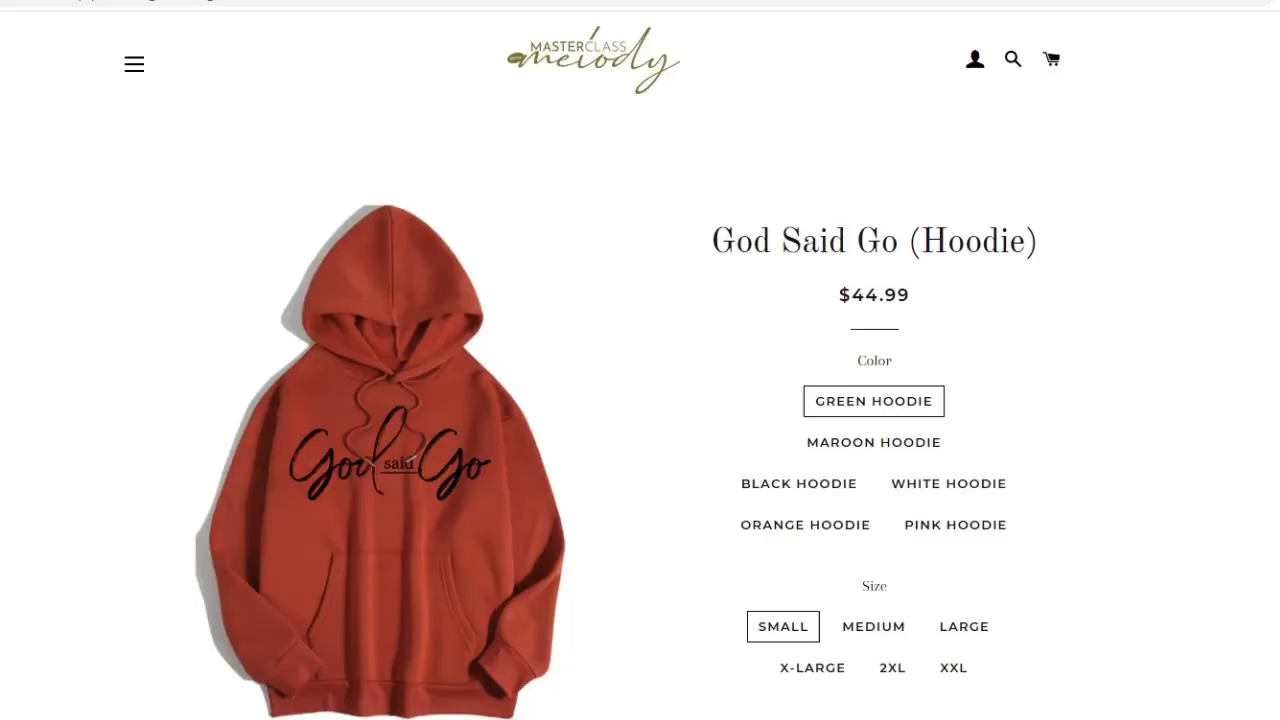 MASTERCLASS
melody
God Said Go (Hoodie)
$44.99
Color
GREEN HOODIE
MAROON HOODIE
BLACK HOODIE WHITE HOODIE
ORANGE HOODIE PINK HOODIE
Size
SMALL MEDIUM LARGE
X-LARGE 2XL XXL
God said Go